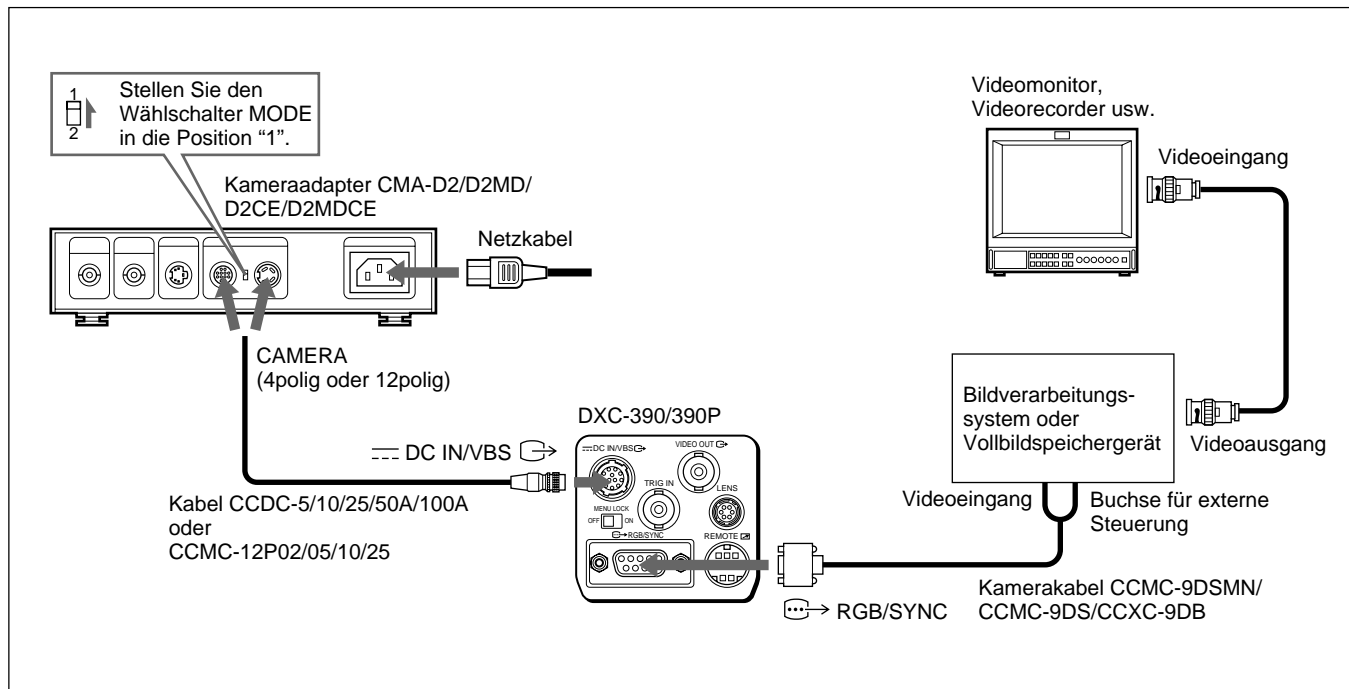 1
2
Stellen Sie den
Wählschalter MODE
in die Position “1”.
Kameraadapter CMA-D2/D2MD/
D2CE/D2MDCE
Netzkabel
CAMERA
(4polig oder 12polig)
DC IN/VBS
Kabel CCDC-5/10/25/50A/100A
oder
CCMC-12P02/05/10/25
DXC-390/390P
DC IN/VBS
VIDEO OUT
TRIG IN
LENS
MENU LOCK
OFF ON
RGB/SYNC
REMOTE
RGB/SYNC
Videomonitor,
Videorecorder usw.
Videoeingang
Bildverarbeitungs-
system oder
Vollbildspeichergerät
Videoausgang
Videoeingang
Buchse für externe
Steuerung
Kamerakabel CCMC-9DSMN/
CCMC-9DS/CCXC-9DB